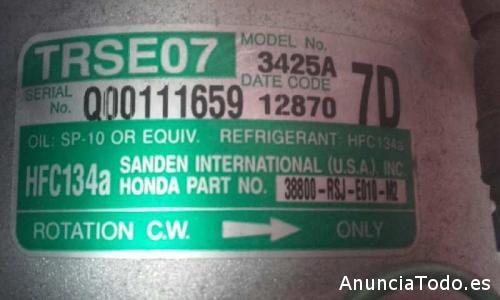 TRSE07
MODEL No.
3425A
SERIAL No.
Q00111659
DATE CODE
12870
7D
OIL: SP-10 OR EQUIV. REFRIGERANT: HFC134a
HFC134a
SANDEN INTERNATIONAL (U.S.A.), INC.
HONDA PART NO. 38800-RSJ-E010-M2
ROTATION C.W. ONLY
AnunciaTodo.es